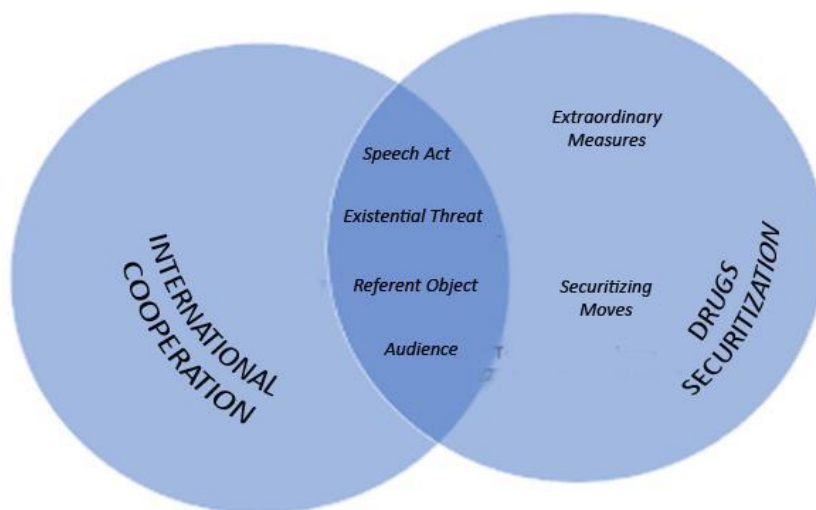 Extraordinary
Measures
Speech Act
Existential Threat
Referent Object
Securitizing
Moves
Audience
INTERNATIONAL
COOPERATION
DRUGS
SECURITIZATION